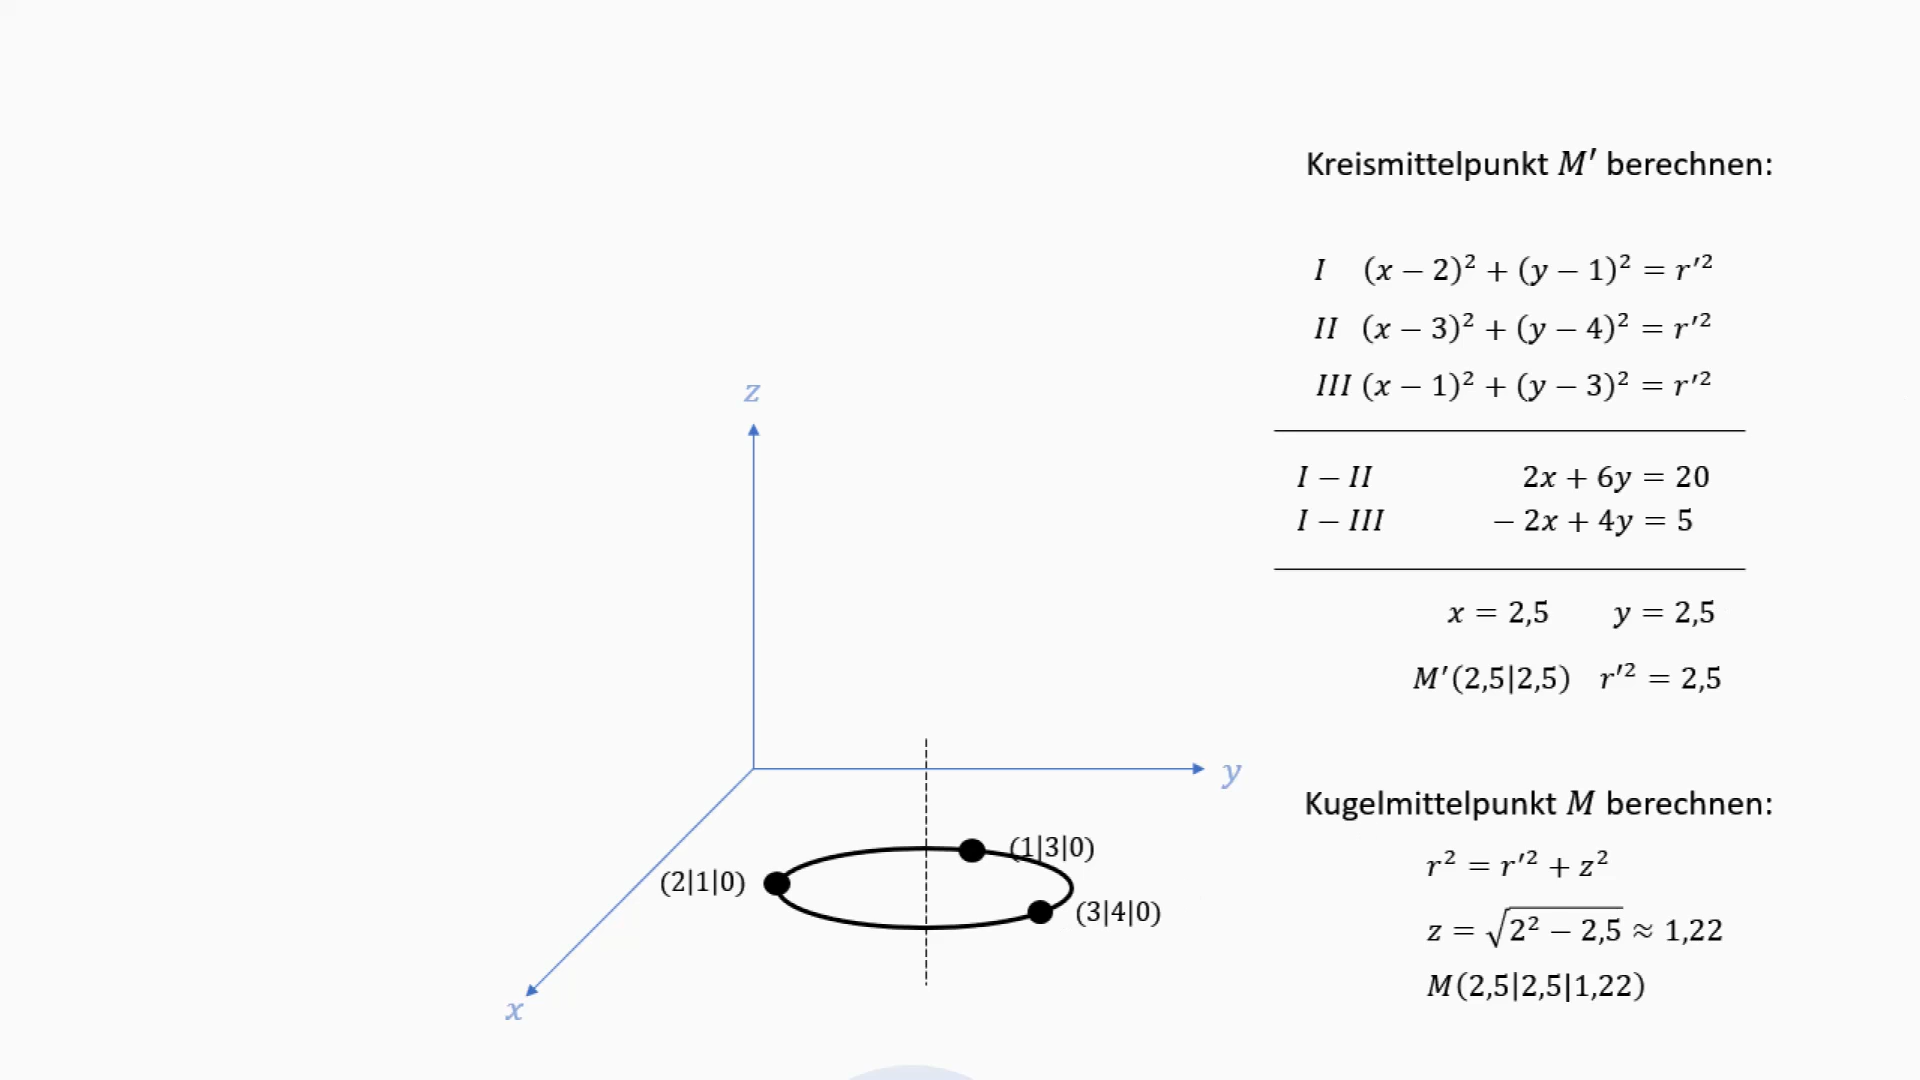 Kreismittelpunkt M′ berechnen:
I (x − 2)² + (y − 1)² = r′²
II (x − 3)² + (y − 4)² = r′²
III (x − 1)² + (y − 3)² = r′²
z
I − II 2x + 6y = 20
I − III − 2x + 4y = 5
x = 2,5 y = 2,5
M′(2,5|2,5) r′² = 2,5
y
Kugelmittelpunkt M berechnen:
(1|3|0)
r² = r′² + z²
(2|1|0)
(3|4|0)
z = √(2² − 2,5) ≈ 1,22
M(2,5|2,5|1,22)
x